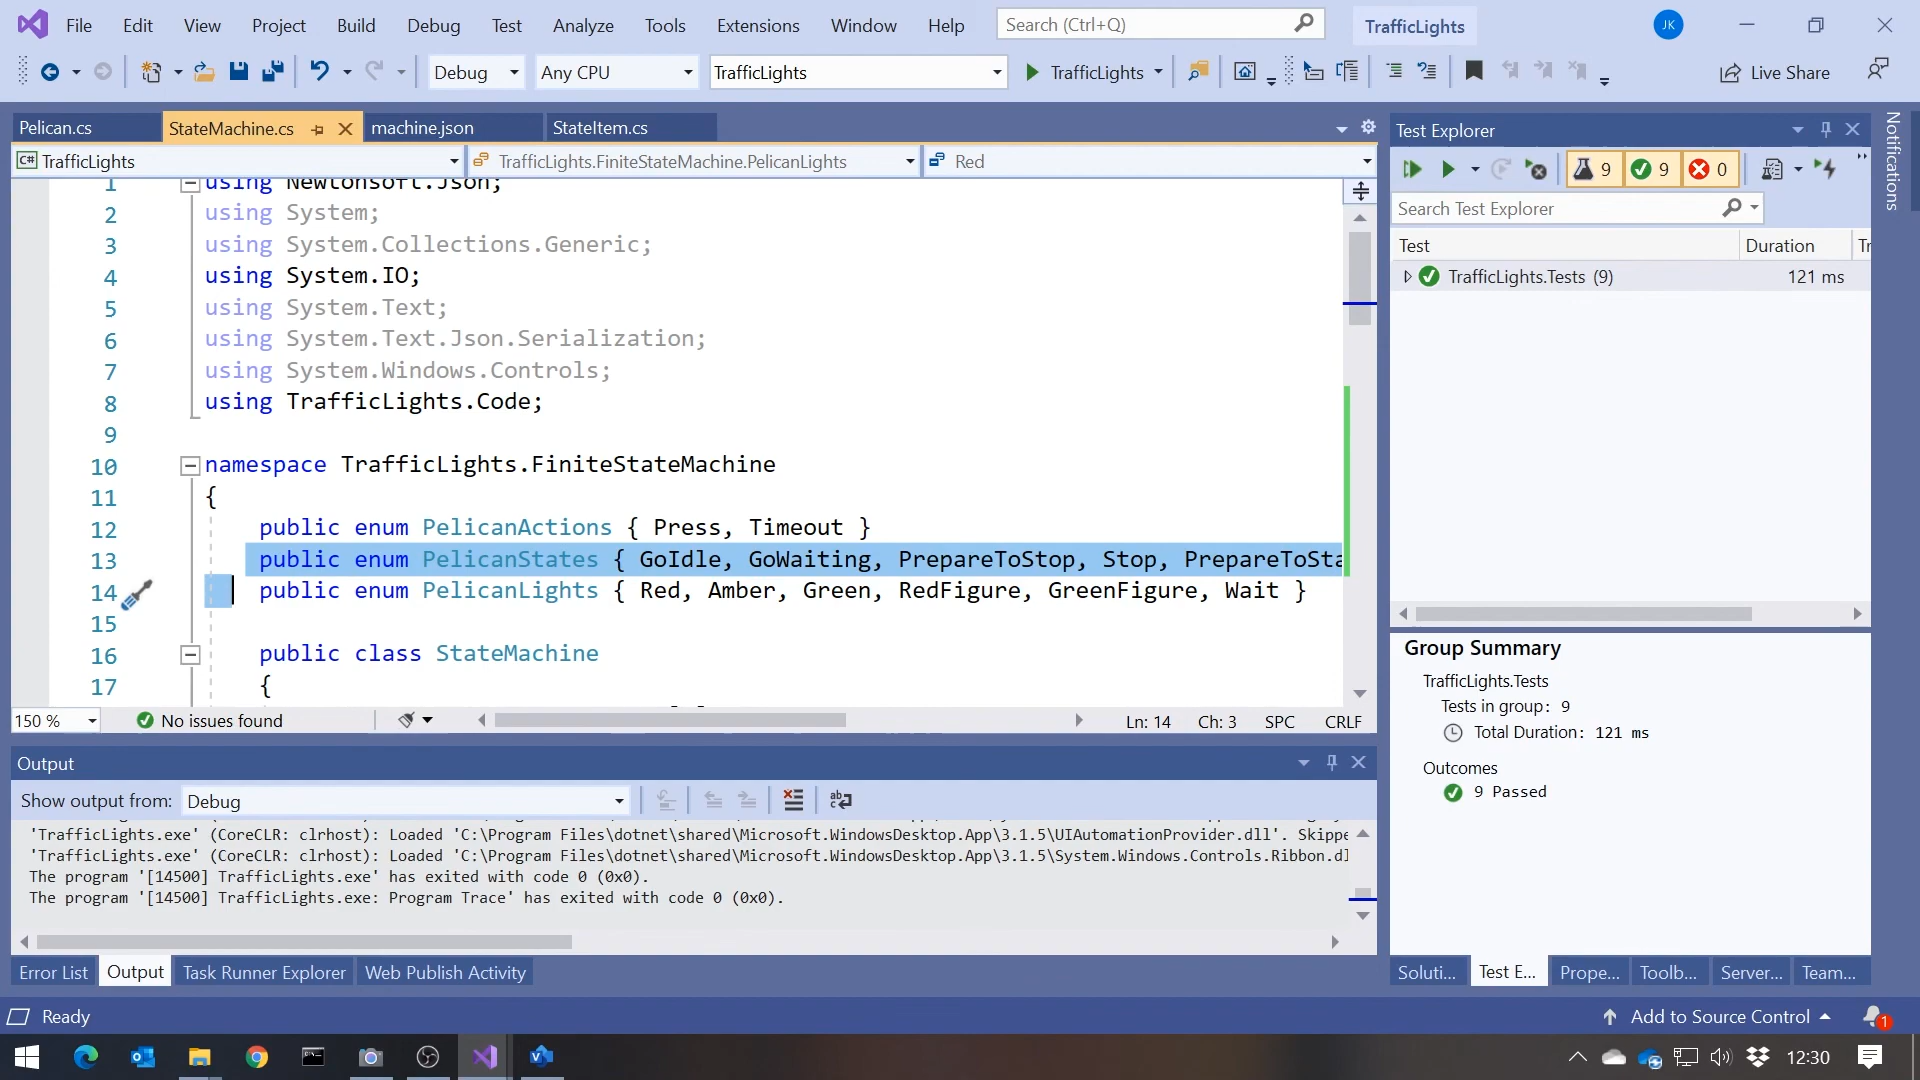 File Edit View Project Build Debug Test Analyze Tools Extensions Window Help Search (Ctrl+Q) TrafficLights JK
Debug Any CPU TrafficLights TrafficLights Live Share
Pelican.cs StateMachine.cs machine.json StateItem.cs
C# TrafficLights TrafficLights.FiniteStateMachine.PelicanLights Red
1 using Newtonsoft.Json;
2 using System;
3 using System.Collections.Generic;
4 using System.IO;
5 using System.Text;
6 using System.Text.Json.Serialization;
7 using System.Windows.Controls;
8 using TrafficLights.Code;
9
10 namespace TrafficLights.FiniteStateMachine
11 {
12 public enum PelicanActions { Press, Timeout }
13 public enum PelicanStates { GoIdle, GoWaiting, PrepareToStop, Stop, PrepareToSta
14 public enum PelicanLights { Red, Amber, Green, RedFigure, GreenFigure, Wait }
15
16 public class StateMachine
17 {
150 % No issues found Ln: 14 Ch: 3 SPC CRLF
Output
Show output from: Debug
'TrafficLights.exe' (CoreCLR: clrhost): Loaded 'C:\Program Files\dotnet\shared\Microsoft.WindowsDesktop.App\3.1.5\UIAutomationProvider.dll'. Skippe
'TrafficLights.exe' (CoreCLR: clrhost): Loaded 'C:\Program Files\dotnet\shared\Microsoft.WindowsDesktop.App\3.1.5\System.Windows.Controls.Ribbon.dl
The program '[14500] TrafficLights.exe' has exited with code 0 (0x0).
The program '[14500] TrafficLights.exe: Program Trace' has exited with code 0 (0x0).
Error List Output Task Runner Explorer Web Publish Activity
Test Explorer
9 9 0
Search Test Explorer
Test Duration Tr
TrafficLights.Tests (9) 121 ms
Group Summary
TrafficLights.Tests
Tests in group: 9
Total Duration: 121 ms
Outcomes
9 Passed
Soluti... Test E... Prope... Toolb... Server... Team...
Notifications
Ready Add to Source Control 1
12:30